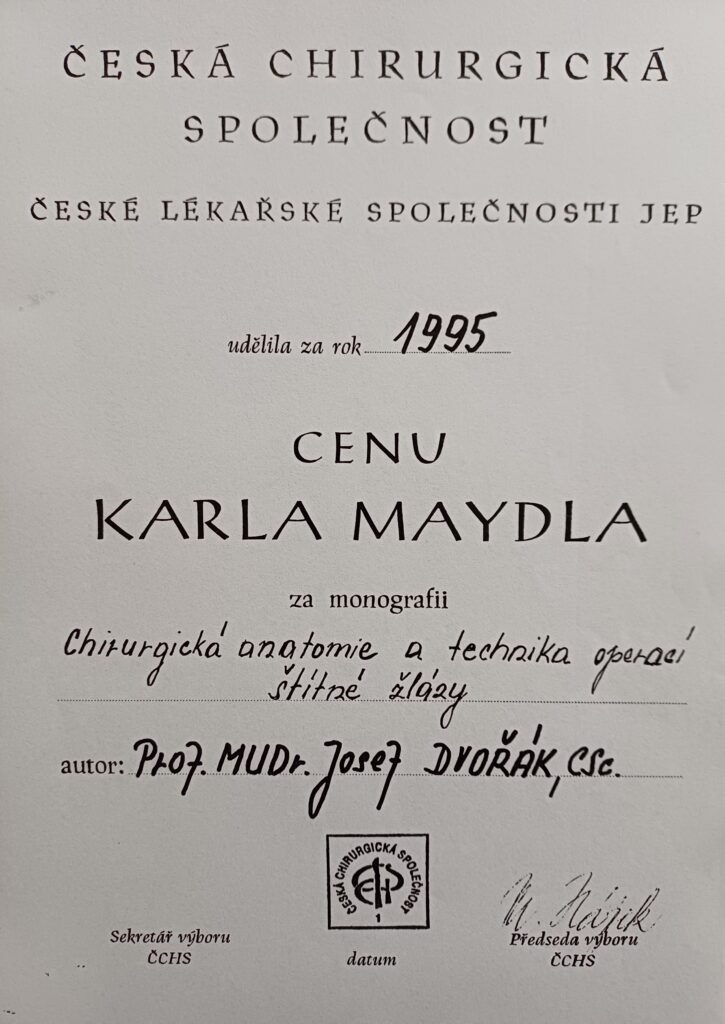 ČESKÁ CHIRURGICKÁ
SPOLEČNOST
ČESKÉ LÉKAŘSKÉ SPOLEČNOSTI JEP
udělila za rok 1995
CENU
KARLA MAYDLA
za monografii
Chirurgická anatomie a technika operací
štítné žlázy
autor: Prof. MUDr. Josef DVOŘÁK, CSc.
ČESKÁ CHIRURGICKÁ SPOLEČNOST
1
Sekretář výboru
ČCHS
datum
Předseda výboru
ČCHS